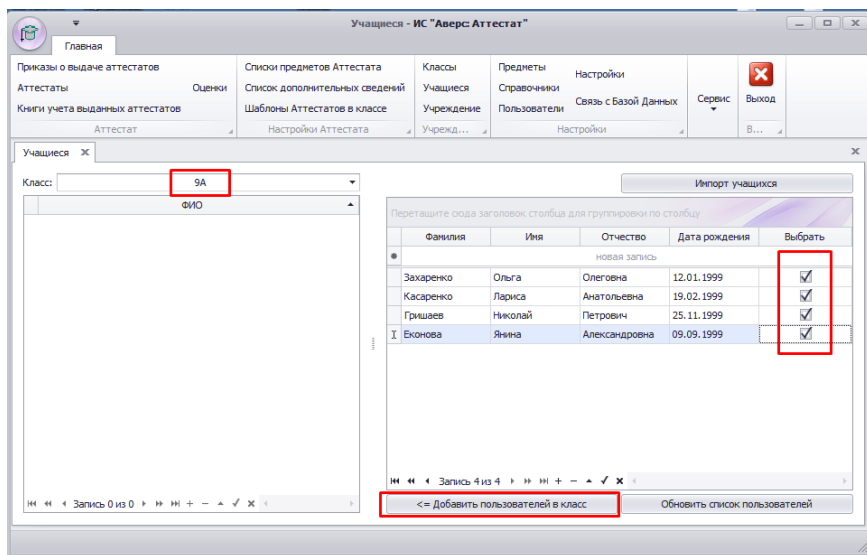 Учащиеся - ИС "Аверс: Аттестат"
Главная
Приказы о выдаче аттестатов
Аттестаты
Оценки
Книги учета выданных аттестатов
Аттестат
Списки предметов Аттестата
Список дополнительных сведений
Шаблоны Аттестатов в классе
Настройки Аттестата
Классы
Учащиеся
Учреждение
Учрежд...
Предметы
Справочники
Пользователи
Настройки
Связь с Базой Данных
Настройки
Сервис
Выход
В...
Учащиеся
Класс: 9А
Импорт учащихся
ФИО
Перетащите сюда заголовок столбца для группировки по столбцу
Фамилия Имя Отчество Дата рождения Выбрать
новая запись
Захаренко Ольга Олеговна 12.01.1999
Касаренко Лариса Анатольевна 19.02.1999
Гришаев Николай Петрович 25.11.1999
Еконова Янина Александровна 09.09.1999
Запись 0 из 0
Запись 4 из 4
<= Добавить пользователей в класс
Обновить список пользователей